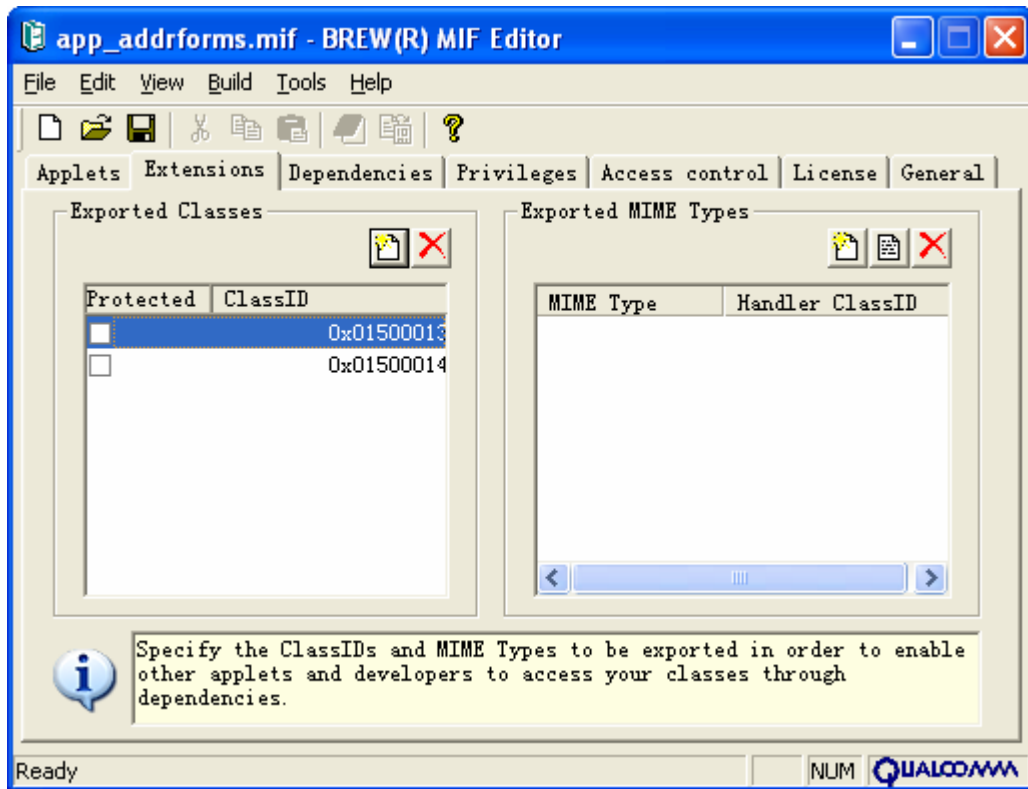 app_addrforms.mif - BREW(R) MIF Editor
File Edit View Build Tools Help
Applets Extensions Dependencies Privileges Access control License General
Exported Classes Exported MIME Types
Protected ClassID MIME Type Handler ClassID
0x01500013
0x01500014
Specify the ClassIDs and MIME Types to be exported in order to enable
other applets and developers to access your classes through
dependencies.
Ready NUM QUALCOMM